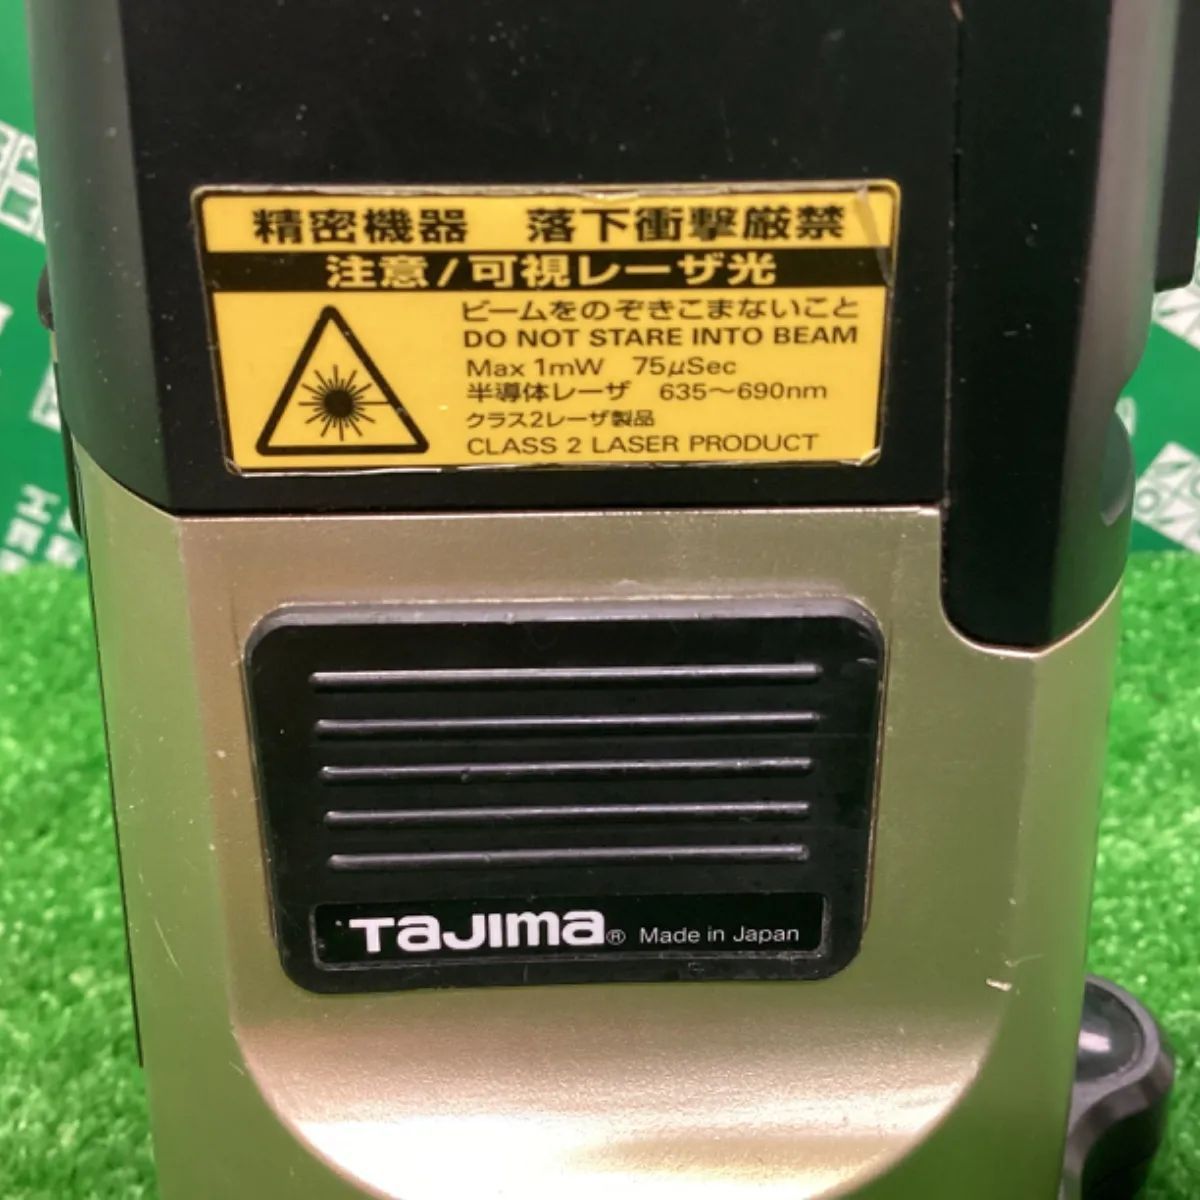 精密機器　落下衝撃厳禁
注意/可視レーザ光
ビームをのぞきこまないこと
DO NOT STARE INTO BEAM
Max 1mW 75μSec
半導体レーザ 635～690nm
クラス2レーザ製品
CLASS 2 LASER PRODUCT
TaJIma® Made in Japan